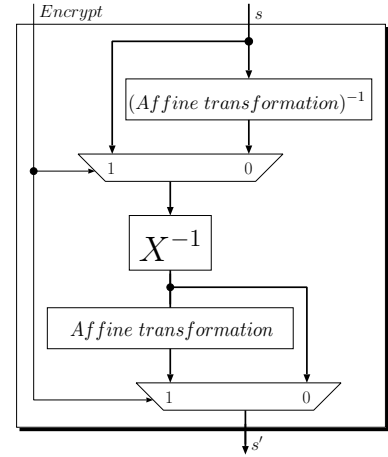 Encrypt s
(Affine transformation)⁻¹
1 0
X⁻¹
Affine transformation
1 0
s′